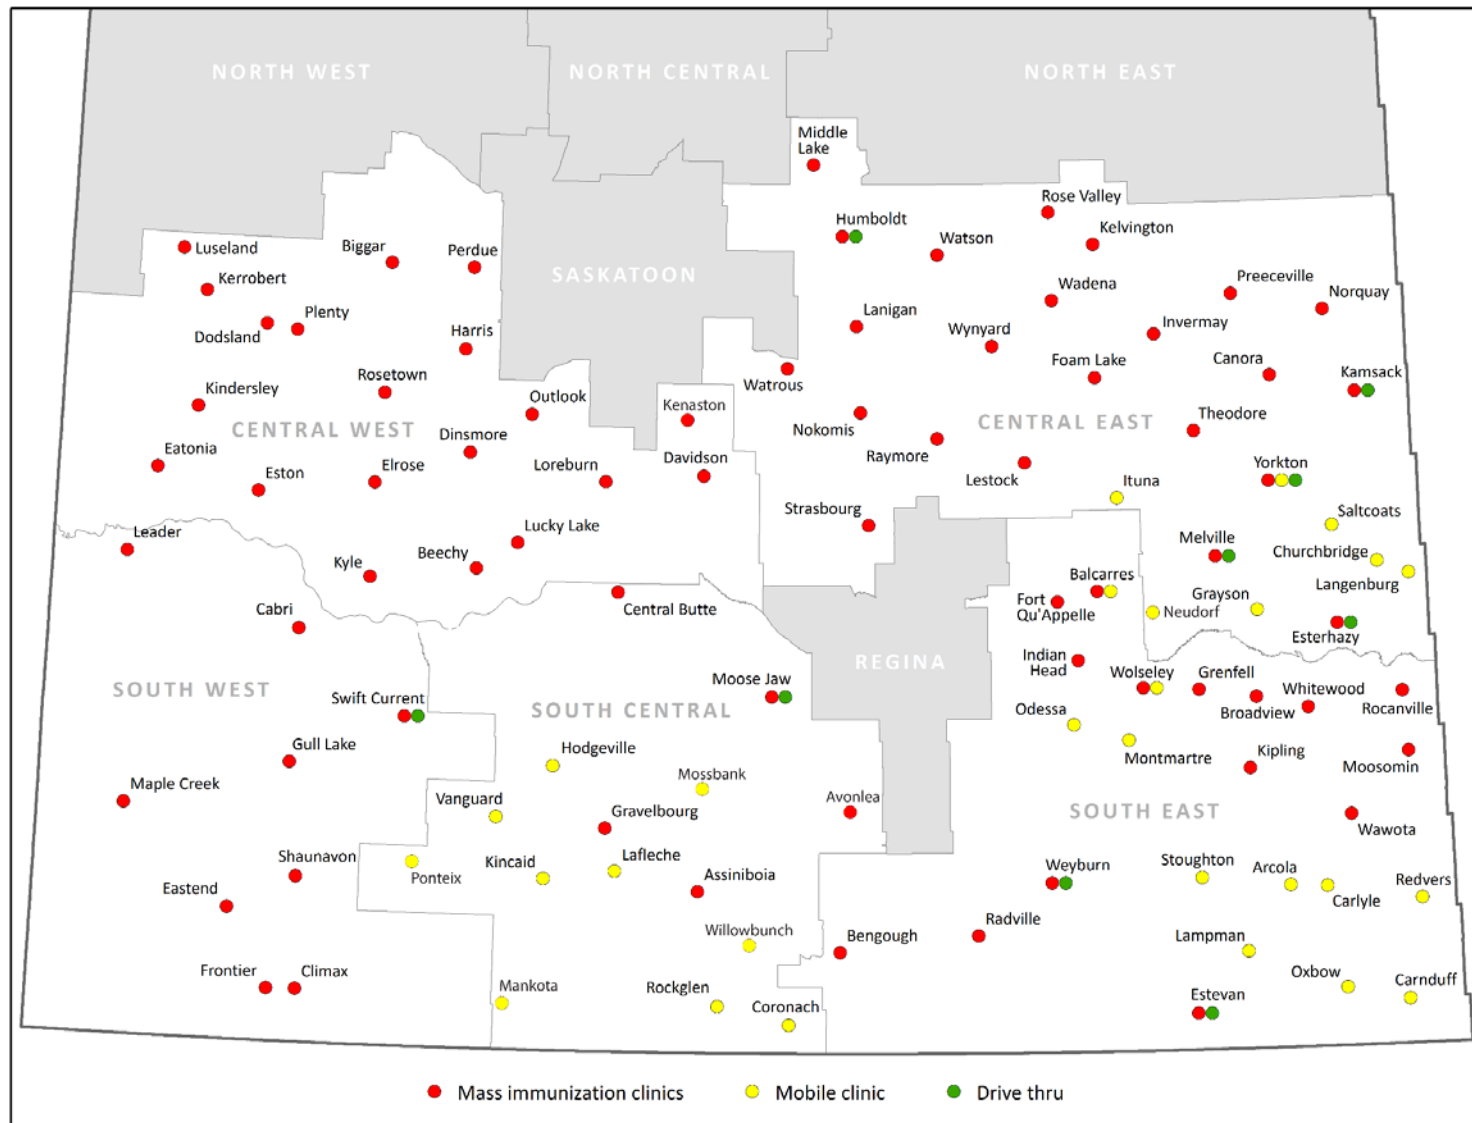 NORTH WEST
NORTH CENTRAL
NORTH EAST
Middle
Lake
Rose Valley
Humboldt
Kelvington
Luseland
Biggar
Perdue
Watson
SASKATOON
Kerrobert
Preeceville
Wadena
Norquay
Plenty
Lanigan
Invermay
Dodsland
Harris
Wynyard
Foam Lake
Canora
Rosetown
Kamsack
Watrous
Kindersley
Outlook
Kenaston
Theodore
CENTRAL WEST
CENTRAL EAST
Nokomis
Dinsmore
Eatonia
Raymore
Davidson
Yorkton
Elrose
Loreburn
Eston
Lestock
Ituna
Strasbourg
Saltcoats
Lucky Lake
Leader
Melville
Beechy
Churchbridge
Kyle
Balcarres
Langenburg
Grayson
Fort
Qu'Appelle
Cabri
Central Butte
Neudorf
Esterhazy
Indian
Head
REGINA
Wolseley
Grenfell
Moose Jaw
SOUTH WEST
Whitewood
Swift Current
SOUTH CENTRAL
Odessa
Broadview
Rocanville
Gull Lake
Hodgeville
Kipling
Montmartre
Moosomin
Mossbank
Maple Creek
Vanguard
Avonlea
Gravelbourg
SOUTH EAST
Wawota
Shaunavon
Kincaid
Lafleche
Weyburn
Stoughton
Arcola
Ponteix
Assiniboia
Redvers
Eastend
Carlyle
Radville
Willowbunch
Bengough
Lampman
Frontier
Climax
Oxbow
Carnduff
Mankota
Rockglen
Estevan
Coronach
Mass immunization clinics
Mobile clinic
Drive thru